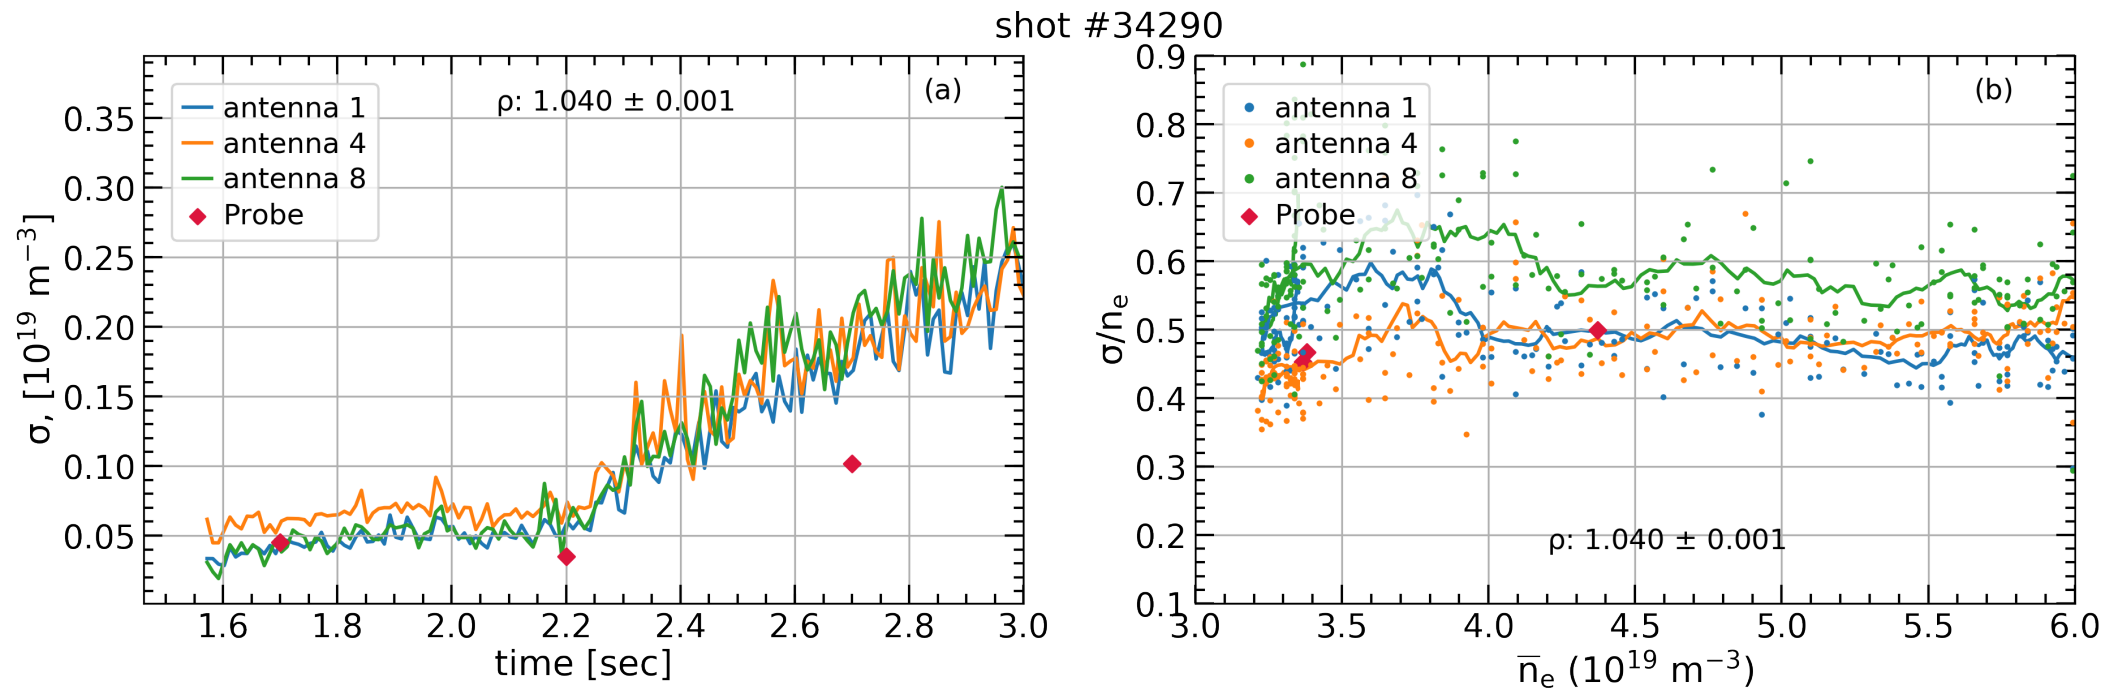 shot #34290
antenna 1
antenna 4
antenna 8
Probe
ρ: 1.040 ± 0.001
(a)
0.35
0.30
0.25
0.20
0.15
0.10
0.05
σ, [10¹⁹ m⁻³]
1.6 1.8 2.0 2.2 2.4 2.6 2.8 3.0
time [sec]
antenna 1
antenna 4
antenna 8
Probe
(b)
ρ: 1.040 ± 0.001
0.9
0.8
0.7
0.6
0.5
0.4
0.3
0.2
0.1
σ/nₑ
3.0 3.5 4.0 4.5 5.0 5.5 6.0
n̅ₑ (10¹⁹ m⁻³)